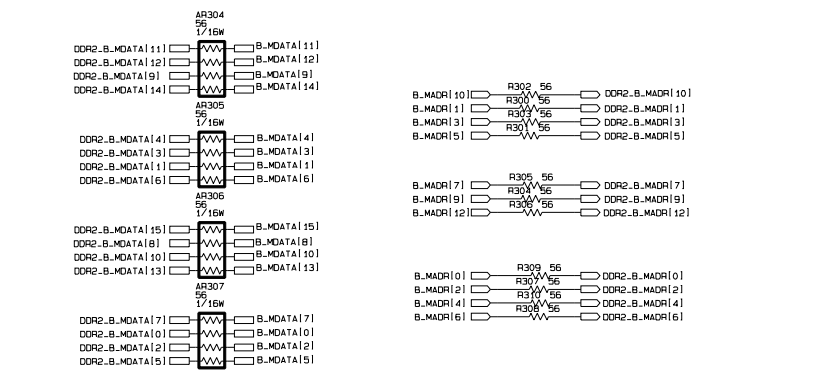 AR304
56
1/16W
DDR2_B_MDATA[11] B_MDATA[11]
DDR2_B_MDATA[12] B_MDATA[12]
DDR2_B_MDATA[9] B_MDATA[9]
DDR2_B_MDATA[14] B_MDATA[14]
AR305
56
1/16W
DDR2_B_MDATA[4] B_MDATA[4]
DDR2_B_MDATA[3] B_MDATA[3]
DDR2_B_MDATA[1] B_MDATA[1]
DDR2_B_MDATA[6] B_MDATA[6]
AR306
56
1/16W
DDR2_B_MDATA[15] B_MDATA[15]
DDR2_B_MDATA[8] B_MDATA[8]
DDR2_B_MDATA[10] B_MDATA[10]
DDR2_B_MDATA[13] B_MDATA[13]
AR307
56
1/16W
DDR2_B_MDATA[7] B_MDATA[7]
DDR2_B_MDATA[0] B_MDATA[0]
DDR2_B_MDATA[2] B_MDATA[2]
DDR2_B_MDATA[5] B_MDATA[5]
R302 56
B_MADR[10] DDR2_B_MADR[10]
R300 56
B_MADR[1] DDR2_B_MADR[1]
R303 56
B_MADR[3] DDR2_B_MADR[3]
R301 56
B_MADR[5] DDR2_B_MADR[5]
R305 56
B_MADR[7] DDR2_B_MADR[7]
R304 56
B_MADR[9] DDR2_B_MADR[9]
R306 56
B_MADR[12] DDR2_B_MADR[12]
R309 56
B_MADR[0] DDR2_B_MADR[0]
R307 56
B_MADR[2] DDR2_B_MADR[2]
R310 56
B_MADR[4] DDR2_B_MADR[4]
R308 56
B_MADR[6] DDR2_B_MADR[6]